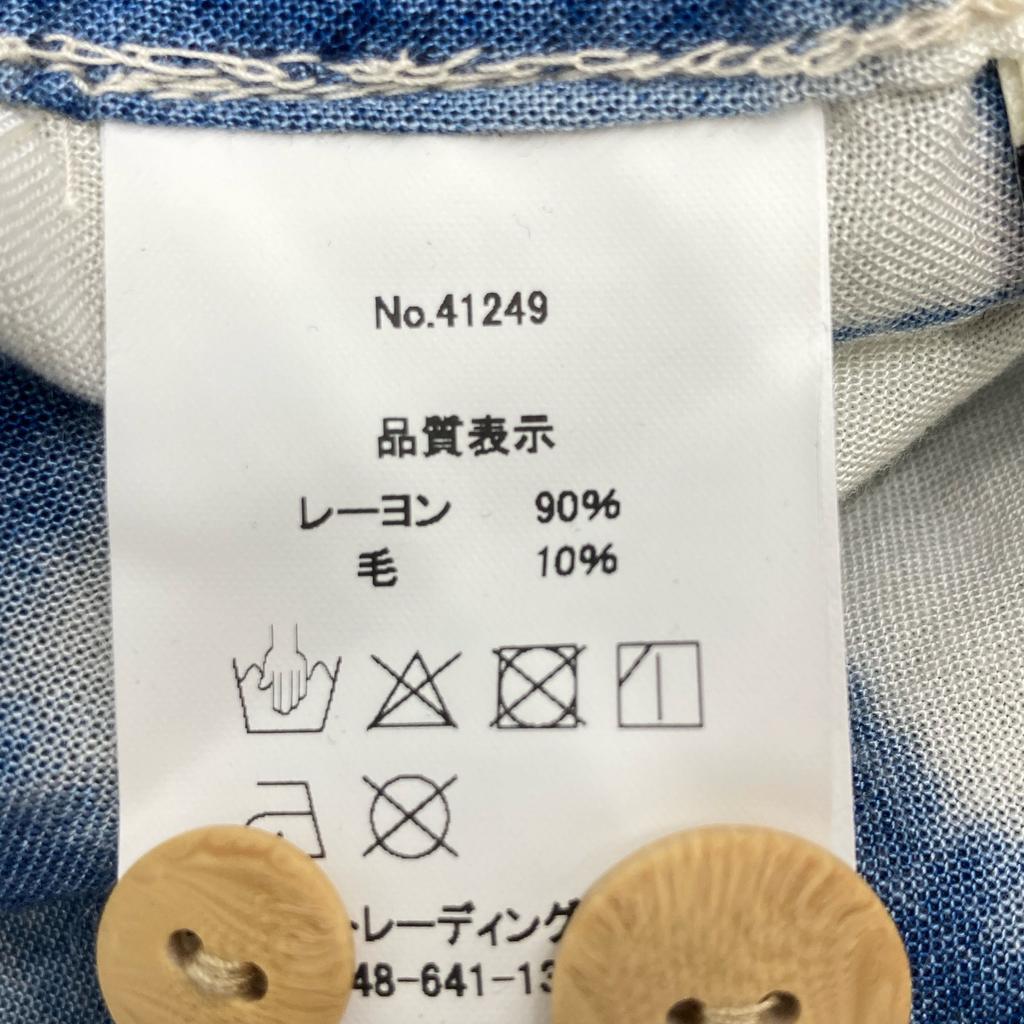 No.41249
品質表示
レーヨン 90%
毛 10%
トレーディング
48-641-13